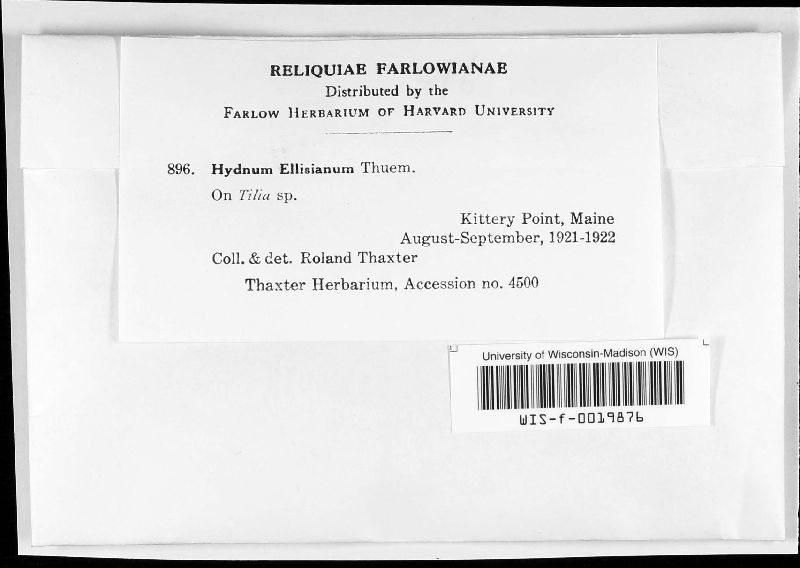 RELIQUIAE FARLOWIANAE
Distributed by the
FARLOW HERBARIUM OF HARVARD UNIVERSITY
896. Hydnum Ellisianum Thuem.
On Tilia sp.
Kittery Point, Maine
August-September, 1921-1922
Coll. & det. Roland Thaxter
Thaxter Herbarium, Accession no. 4500
University of Wisconsin-Madison (WIS)
WIS-f-0019876